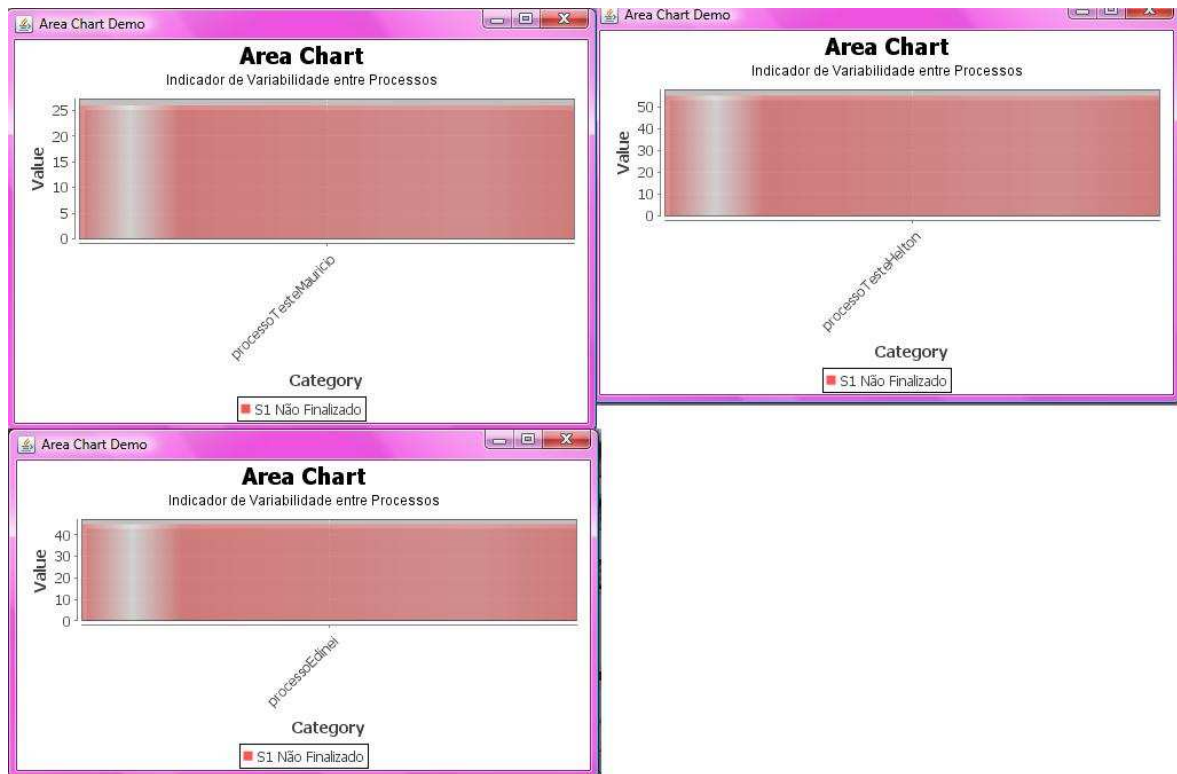 Area Chart Demo
Area Chart
Indicador de Variabilidade entre Processos
Value
25
20
15
10
5
0
processoTesteMauricio
Category
S1 Não Finalizado
Area Chart Demo
Area Chart
Indicador de Variabilidade entre Processos
Value
50
40
30
20
10
0
processoTesteHelton
Category
S1 Não Finalizado
Area Chart Demo
Area Chart
Indicador de Variabilidade entre Processos
Value
40
30
20
10
0
processoEdinei
Category
S1 Não Finalizado